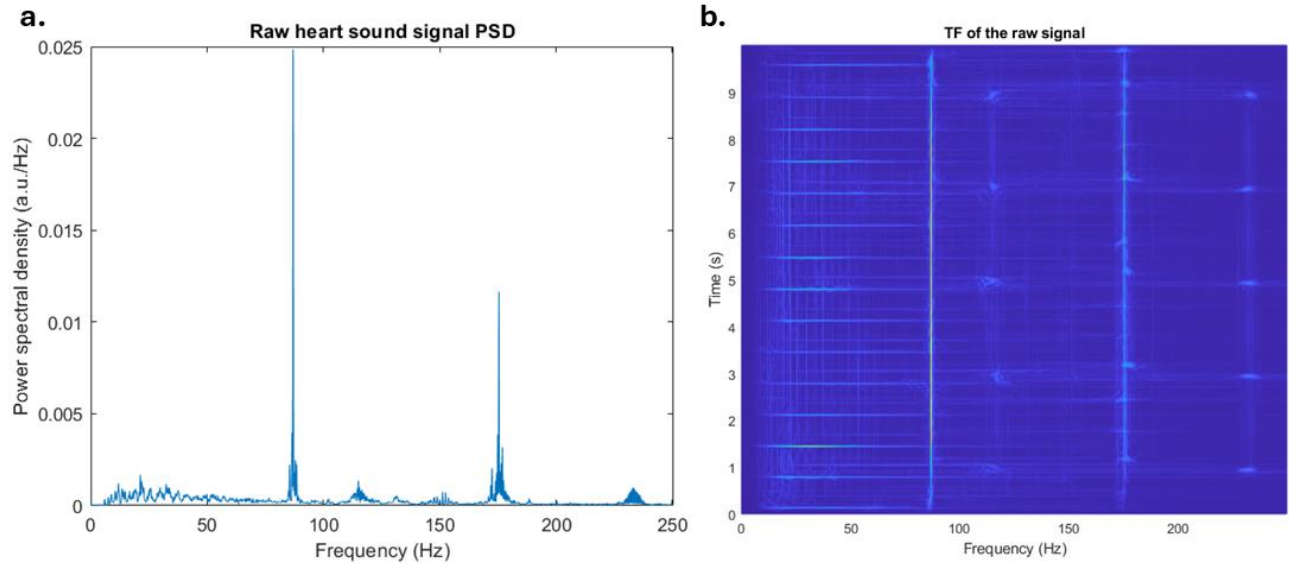 a.
Raw heart sound signal PSD
0.025
0.02
0.015
0.01
0.005
0
0 50 100 150 200 250
Power spectral density (a.u./Hz)
Frequency (Hz)
b.
TF of the raw signal
9
8
7
6
5
4
3
2
1
0
0 50 100 150 200
Time (s)
Frequency (Hz)